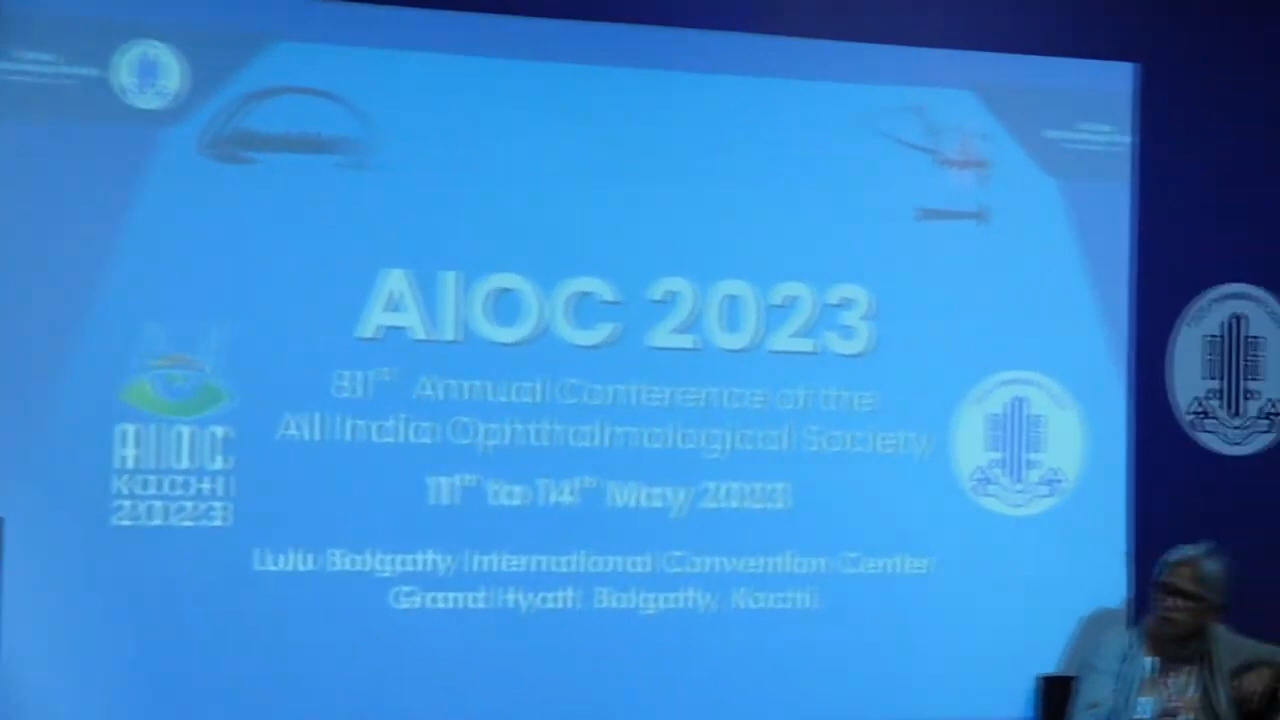 AIOC 2023
81st Annual Conference of the
All India Ophthalmological Society
11th to 14th May 2023
Lulu Bolgatty International Convention Center
Grand Hyatt Bolgatty, Kochi
AIOC
KOCHI
2023